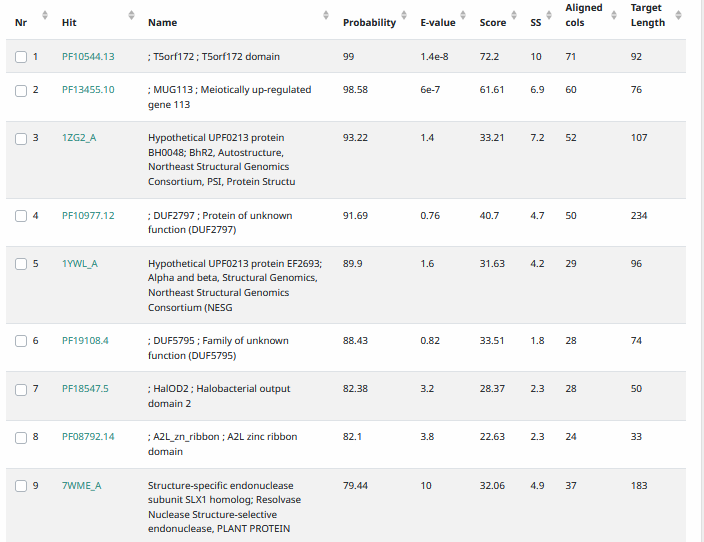 Nr Hit Name Probability E-value Score SS Aligned cols Target Length
1 PF10544.13 ; T5orf172 ; T5orf172 domain 99 1.4e-8 72.2 10 71 92
2 PF13455.10 ; MUG113 ; Meiotically up-regulated 98.58 6e-7 61.61 6.9 60 76
gene 113
3 1ZG2_A Hypothetical UPF0213 protein 93.22 1.4 33.21 7.2 52 107
BH0048; BhR2, Autostructure,
Northeast Structural Genomics
Consortium, PSI, Protein Structu
4 PF10977.12 ; DUF2797 ; Protein of unknown 91.69 0.76 40.7 4.7 50 234
function (DUF2797)
5 1YWL_A Hypothetical UPF0213 protein EF2693; 89.9 1.6 31.63 4.2 29 96
Alpha and beta, Structural Genomics,
Northeast Structural Genomics
Consortium (NESG
6 PF19108.4 ; DUF5795 ; Family of unknown 88.43 0.82 33.51 1.8 28 74
function (DUF5795)
7 PF18547.5 ; HalOD2 ; Halobacterial output 82.38 3.2 28.37 2.3 28 50
domain 2
8 PF08792.14 ; A2L_zn_ribbon ; A2L zinc ribbon 82.1 3.8 22.63 2.3 24 33
domain
9 7WME_A Structure-specific endonuclease 79.44 10 32.06 4.9 37 183
subunit SLX1 homolog; Resolvase
Nuclease Structure-selective
endonuclease, PLANT PROTEIN